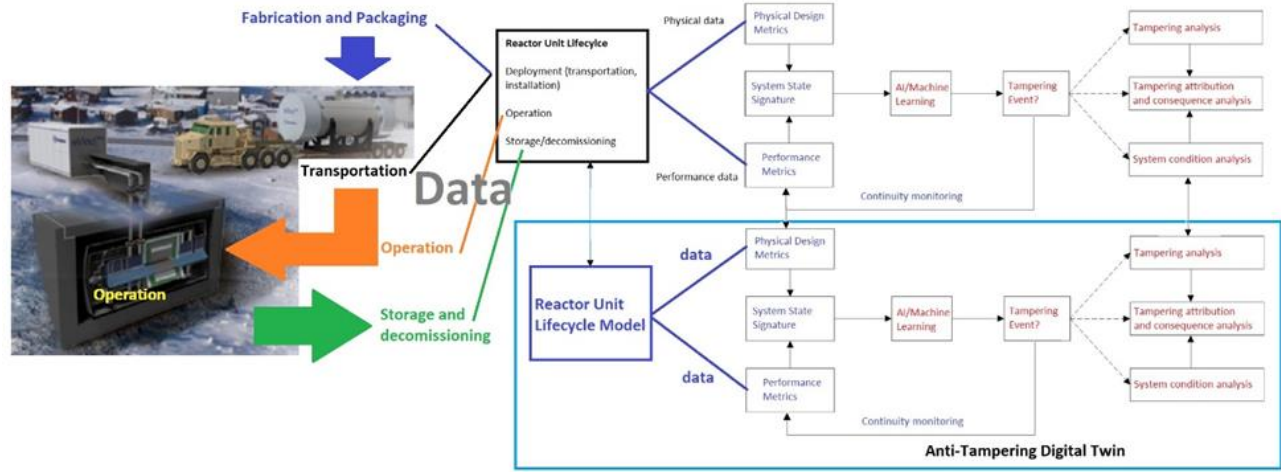 Fabrication and Packaging
Transportation
Operation
Operation
Storage and
decomissioning
Data
Reactor Unit Lifecylce
Deployment (transportation,
installation)
Operation
Storage/decomissioning
Physical data
Performance data
Physical Design
Metrics
System State
Signature
Performance
Metrics
AI/Machine
Learning
Tampering
Event?
Continuity monitoring
Tampering analysis
Tampering attribution
and consequence analysis
System condition analysis
Reactor Unit
Lifecycle Model
data
data
Physical Design
Metrics
System State
Signature
Performance
Metrics
AI/Machine
Learning
Tampering
Event?
Continuity monitoring
Tampering analysis
Tampering attribution
and consequence analysis
System condition analysis
Anti-Tampering Digital Twin